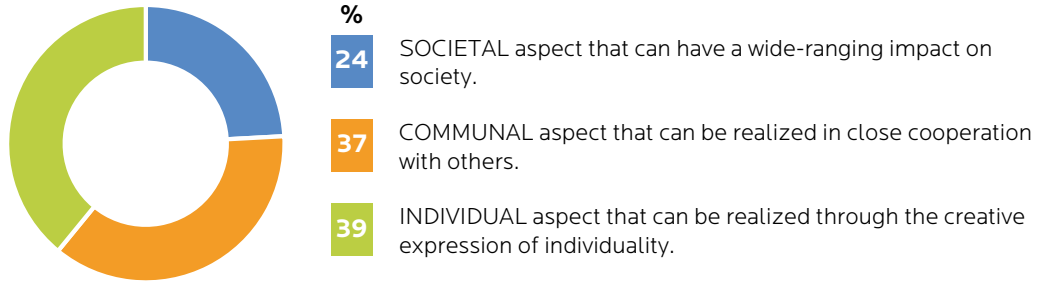 %
24 SOCIETAL aspect that can have a wide-ranging impact on
society.
37 COMMUNAL aspect that can be realized in close cooperation
with others.
39 INDIVIDUAL aspect that can be realized through the creative
expression of individuality.